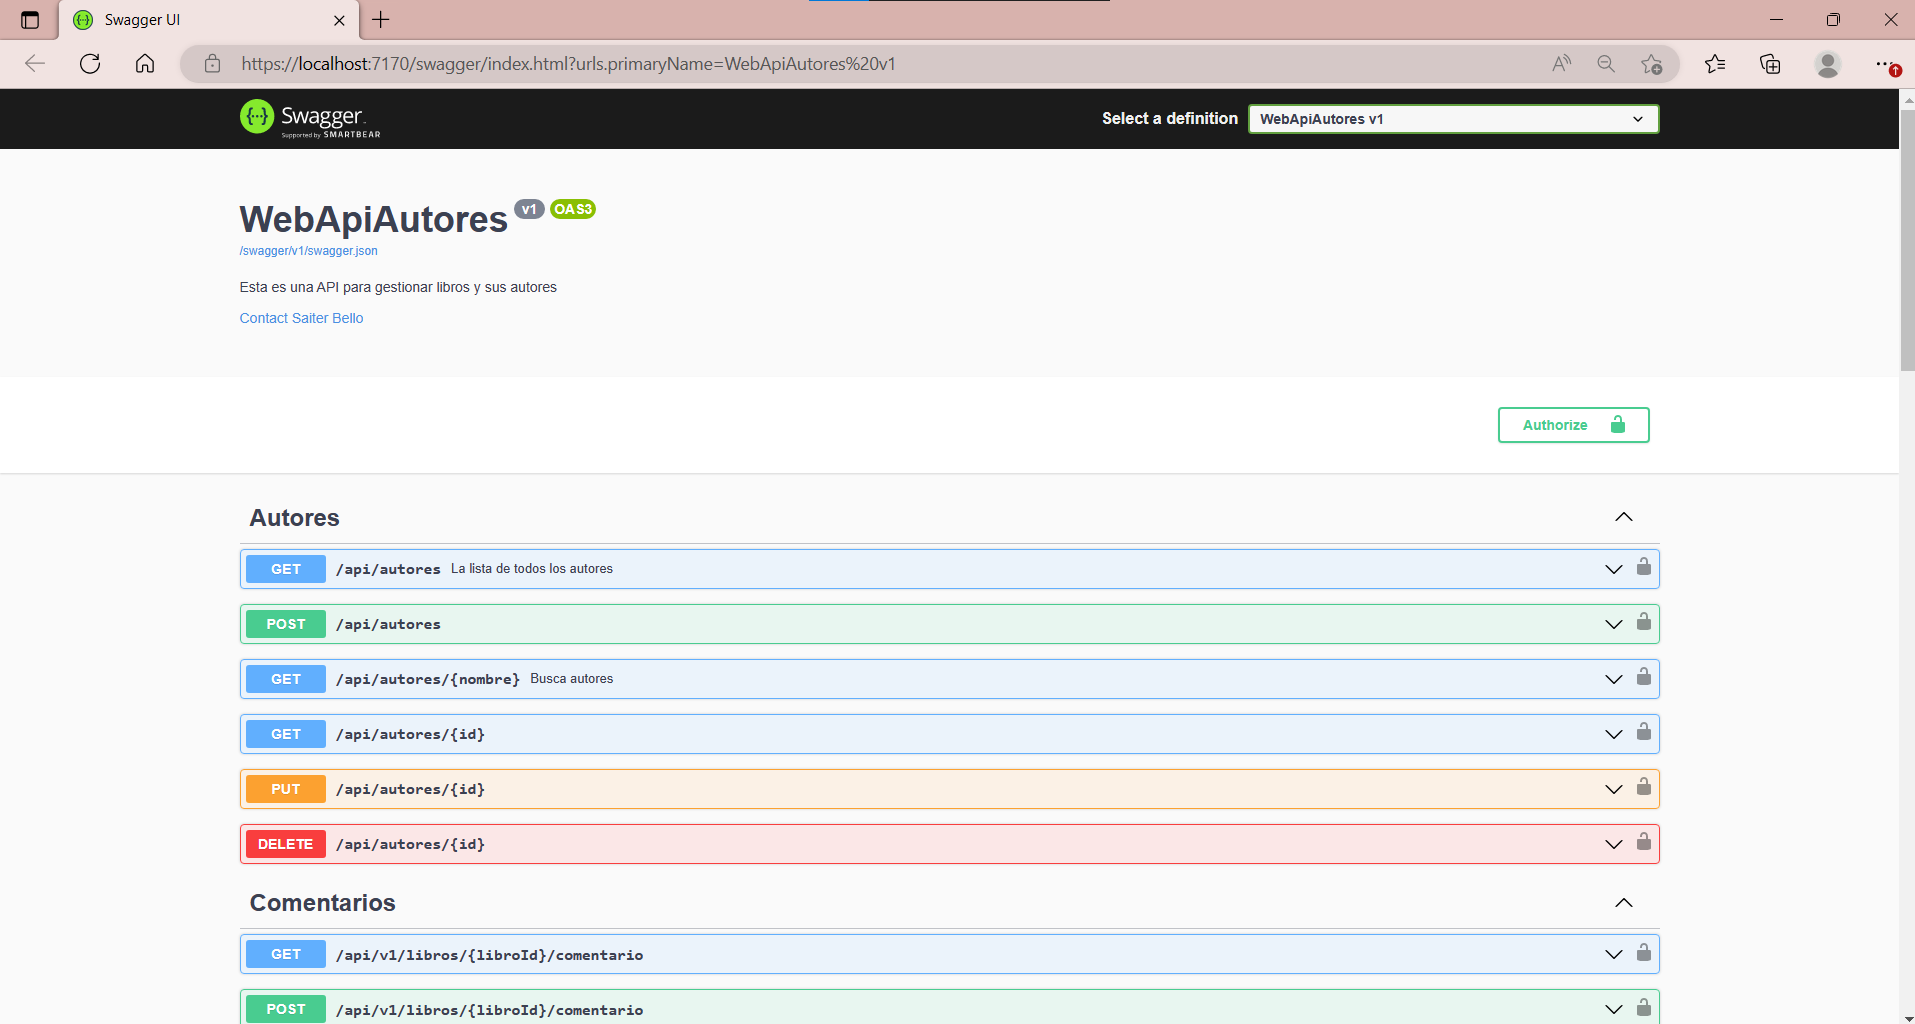 Swagger UI
https://localhost:7170/swagger/index.html?urls.primaryName=WebApiAutores%20v1
Swagger
Supported by SMARTBEAR
Select a definition
WebApiAutores v1
WebApiAutores v1 OAS3
/swagger/v1/swagger.json
Esta es una API para gestionar libros y sus autores
Contact Saiter Bello
Authorize
Autores
GET /api/autores La lista de todos los autores
POST /api/autores
GET /api/autores/{nombre} Busca autores
GET /api/autores/{id}
PUT /api/autores/{id}
DELETE /api/autores/{id}
Comentarios
GET /api/v1/libros/{libroId}/comentario
POST /api/v1/libros/{libroId}/comentario